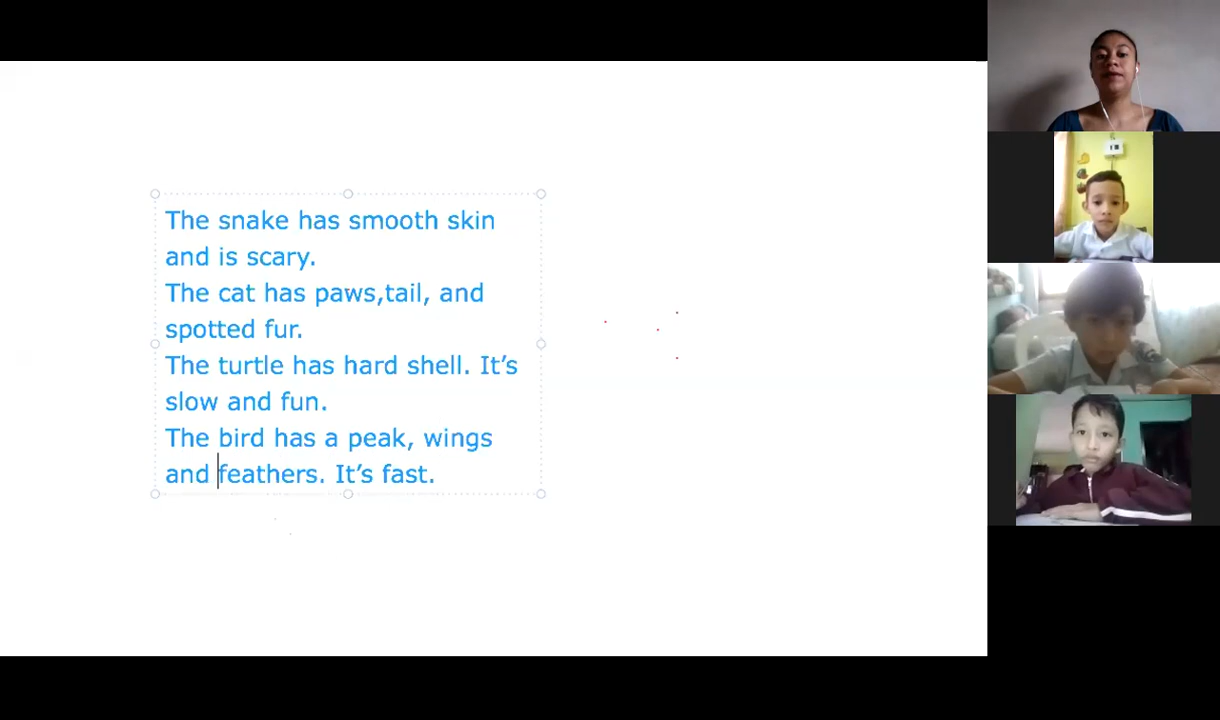 The snake has smooth skin
and is scary.
The cat has paws,tail, and
spotted fur.
The turtle has hard shell. It’s
slow and fun.
The bird has a peak, wings
and feathers. It’s fast.